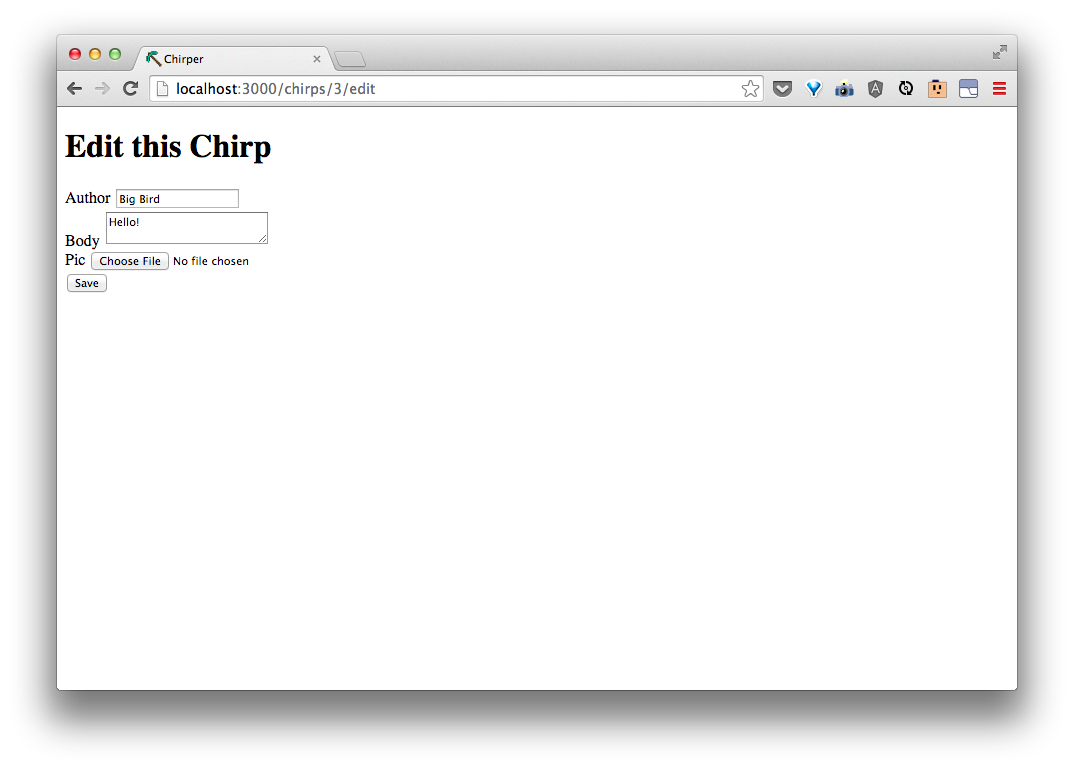 Chirper
localhost:3000/chirps/3/edit
Edit this Chirp
Author Big Bird
Body Hello!
Pic Choose File No file chosen
Save